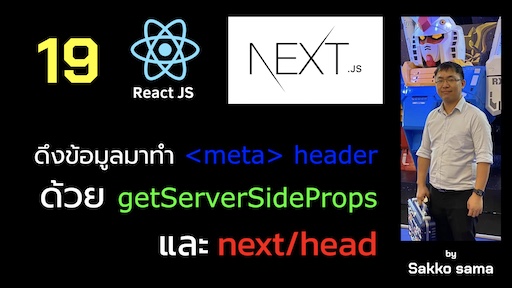 19
React JS
NEXT.JS
ดึงข้อมูลมาทำ <meta> header
ด้วย getServerSideProps
และ next/head
by
Sakko sama